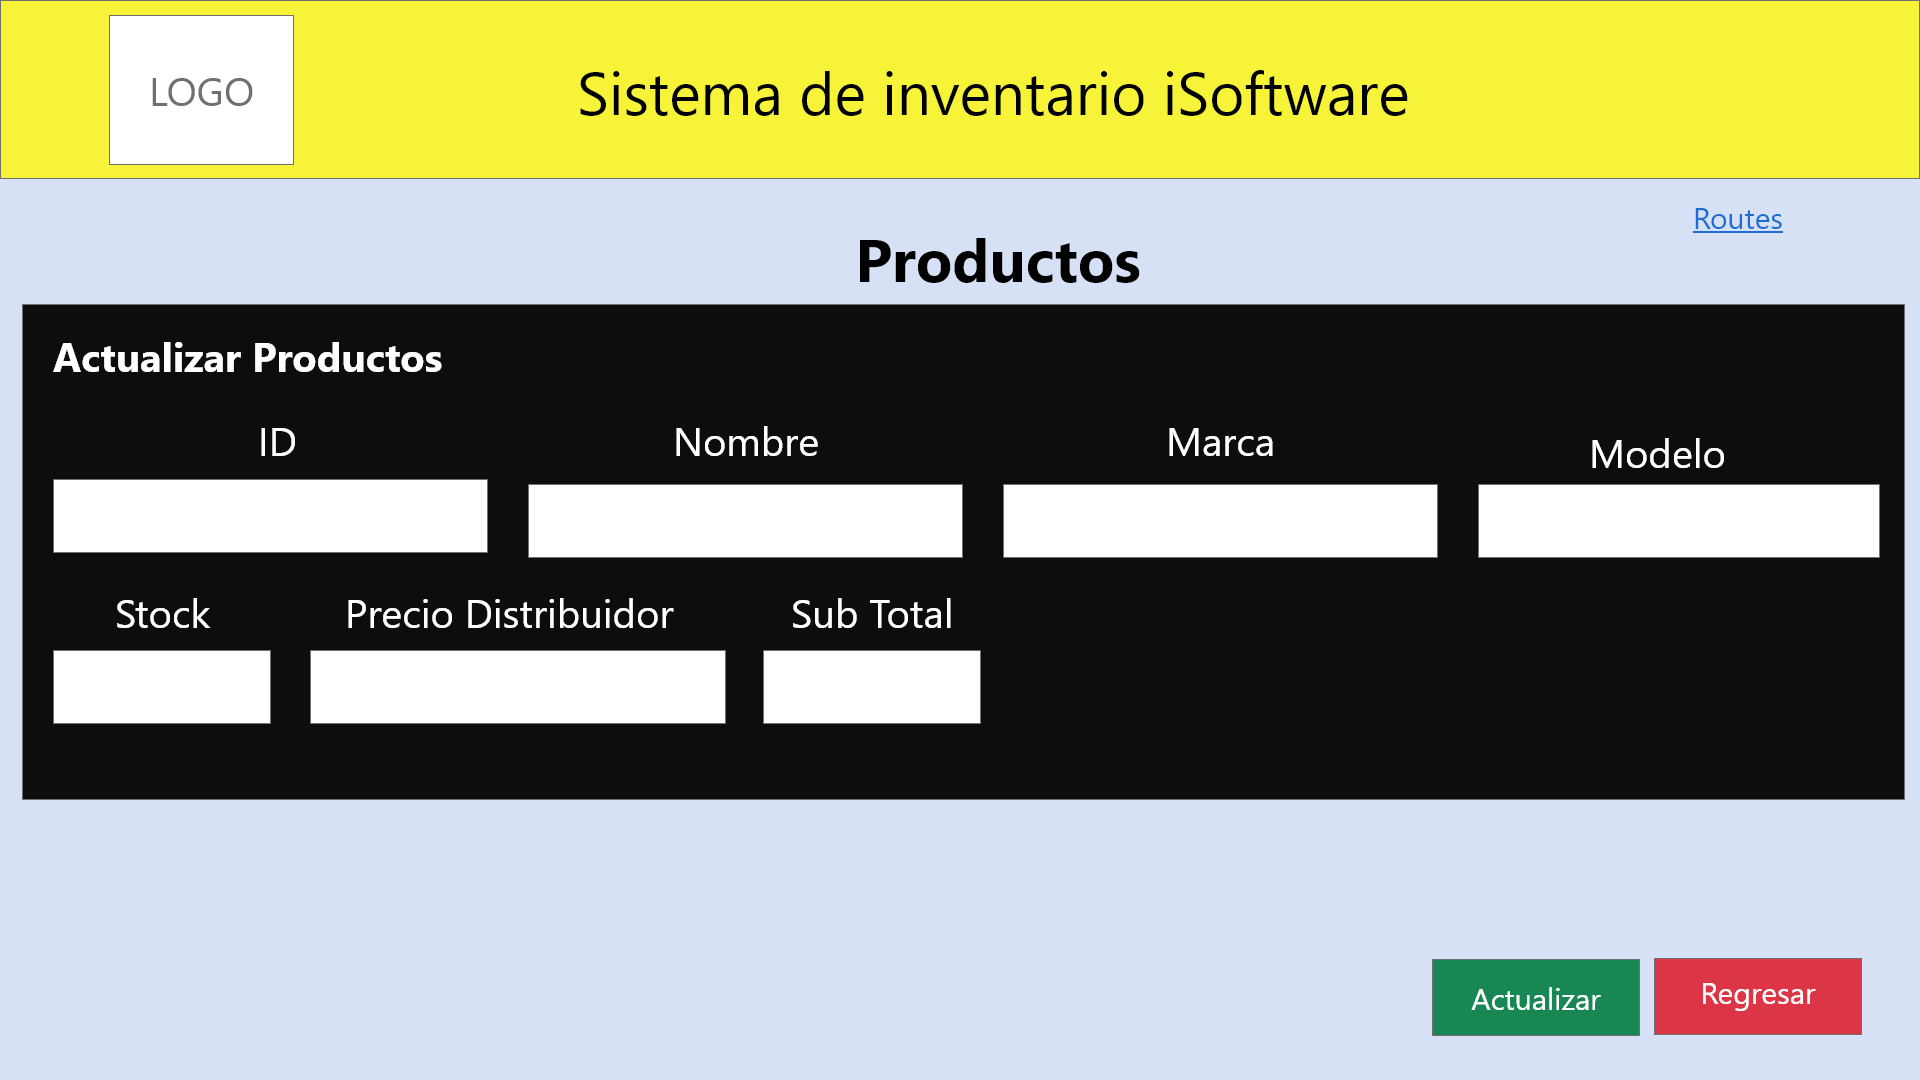 LOGO
Sistema de inventario iSoftware
Routes
Productos
Actualizar Productos
ID
Nombre
Marca
Modelo
Stock
Precio Distribuidor
Sub Total
Actualizar
Regresar